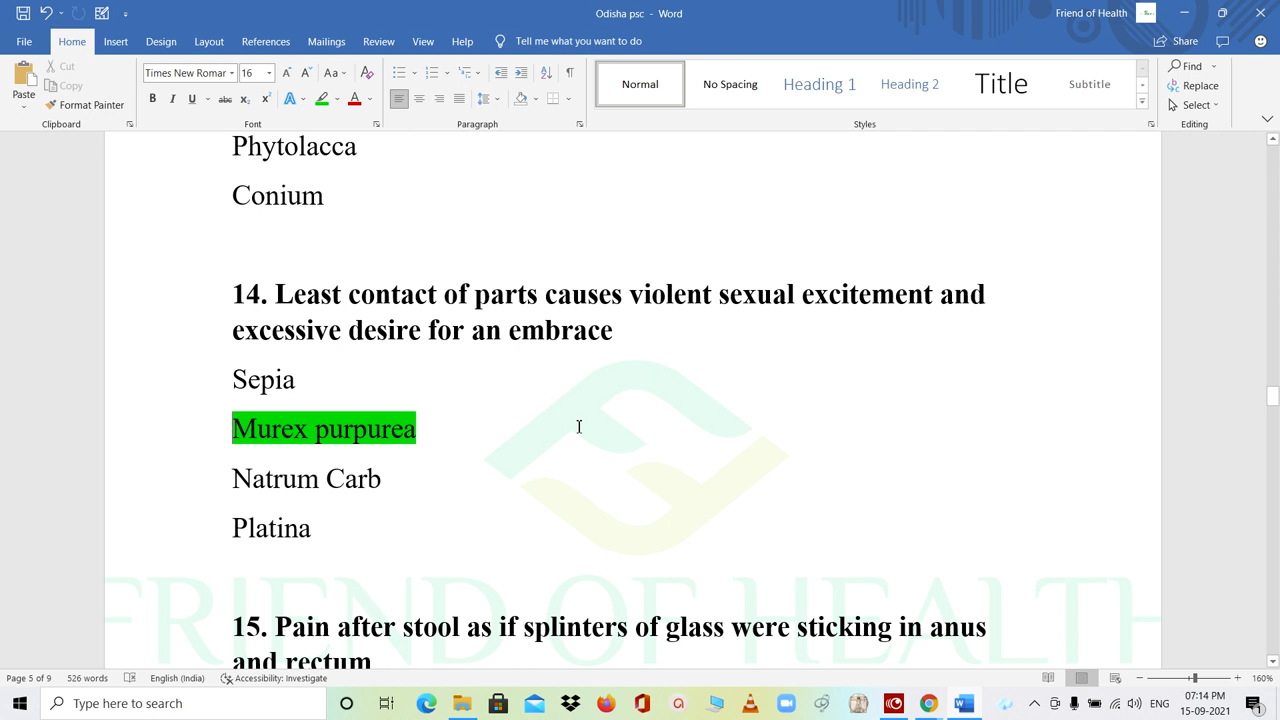 Odisha psc - Word
Friend of Health
File Home Insert Design Layout References Mailings Review View Help Tell me what you want to do Share
Paste
Cut
Copy
Format Painter
Times New Romar 16
Normal
No Spacing
Heading 1
Heading 2
Title
Subtitle
Find
Replace
Select
Clipboard Font Paragraph Styles Editing
Phytolacca
Conium
14. Least contact of parts causes violent sexual excitement and
excessive desire for an embrace
Sepia
Murex purpurea
Natrum Carb
Platina
FRIEND OF HEALTH
15. Pain after stool as if splinters of glass were sticking in anus
and rectum
Page 5 of 9 526 words English (India) Accessibility: Investigate 160%
Type here to search
ENG
07:14 PM
15-09-2021
1